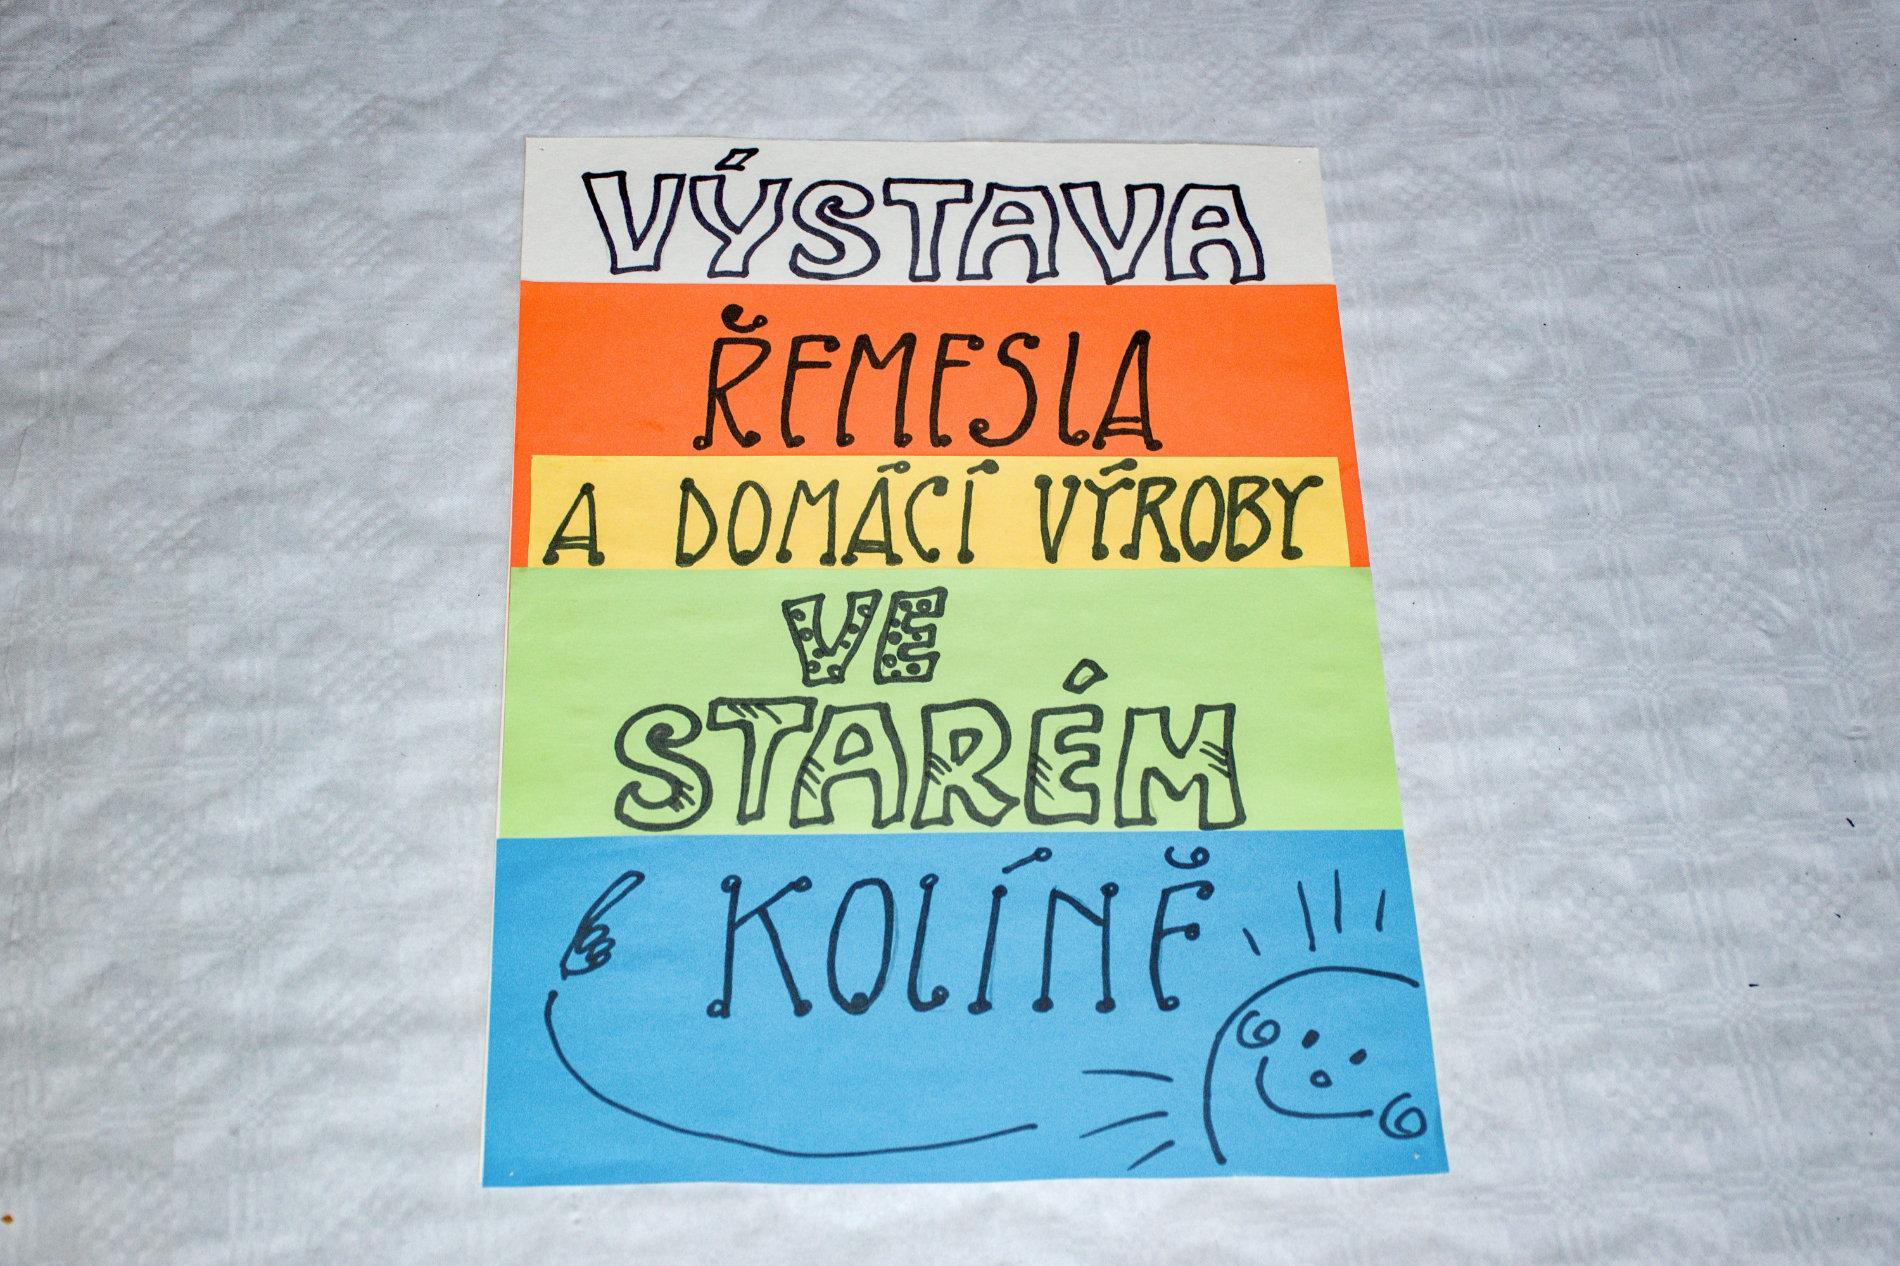 VÝSTAVA
ŘEMESLA
A DOMÁCÍ VÝROBY
VE
STARÉM
KOLÍNĚ